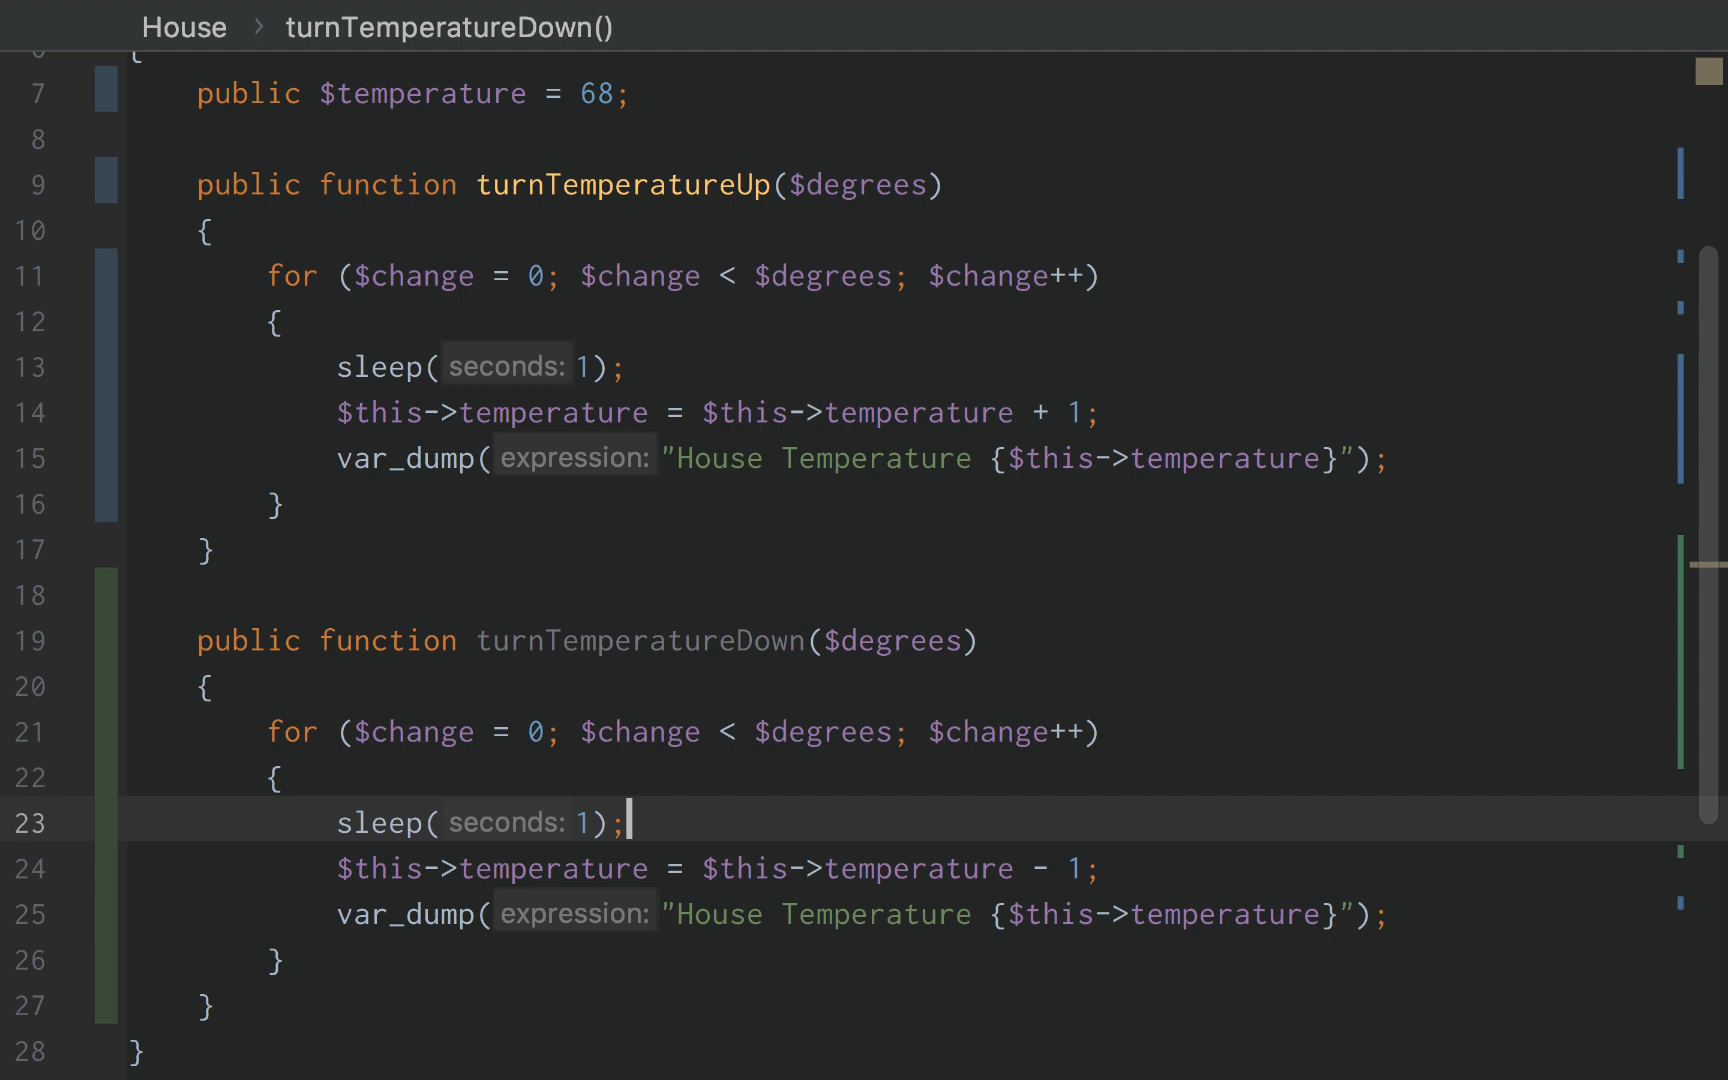 House > turnTemperatureDown()
6 {
7 public $temperature = 68;
8
9 public function turnTemperatureUp($degrees)
10 {
11 for ($change = 0; $change < $degrees; $change++)
12 {
13 sleep( seconds: 1);
14 $this->temperature = $this->temperature + 1;
15 var_dump( expression: "House Temperature {$this->temperature}");
16 }
17 }
18
19 public function turnTemperatureDown($degrees)
20 {
21 for ($change = 0; $change < $degrees; $change++)
22 {
23 sleep( seconds: 1);
24 $this->temperature = $this->temperature - 1;
25 var_dump( expression: "House Temperature {$this->temperature}");
26 }
27 }
28 }